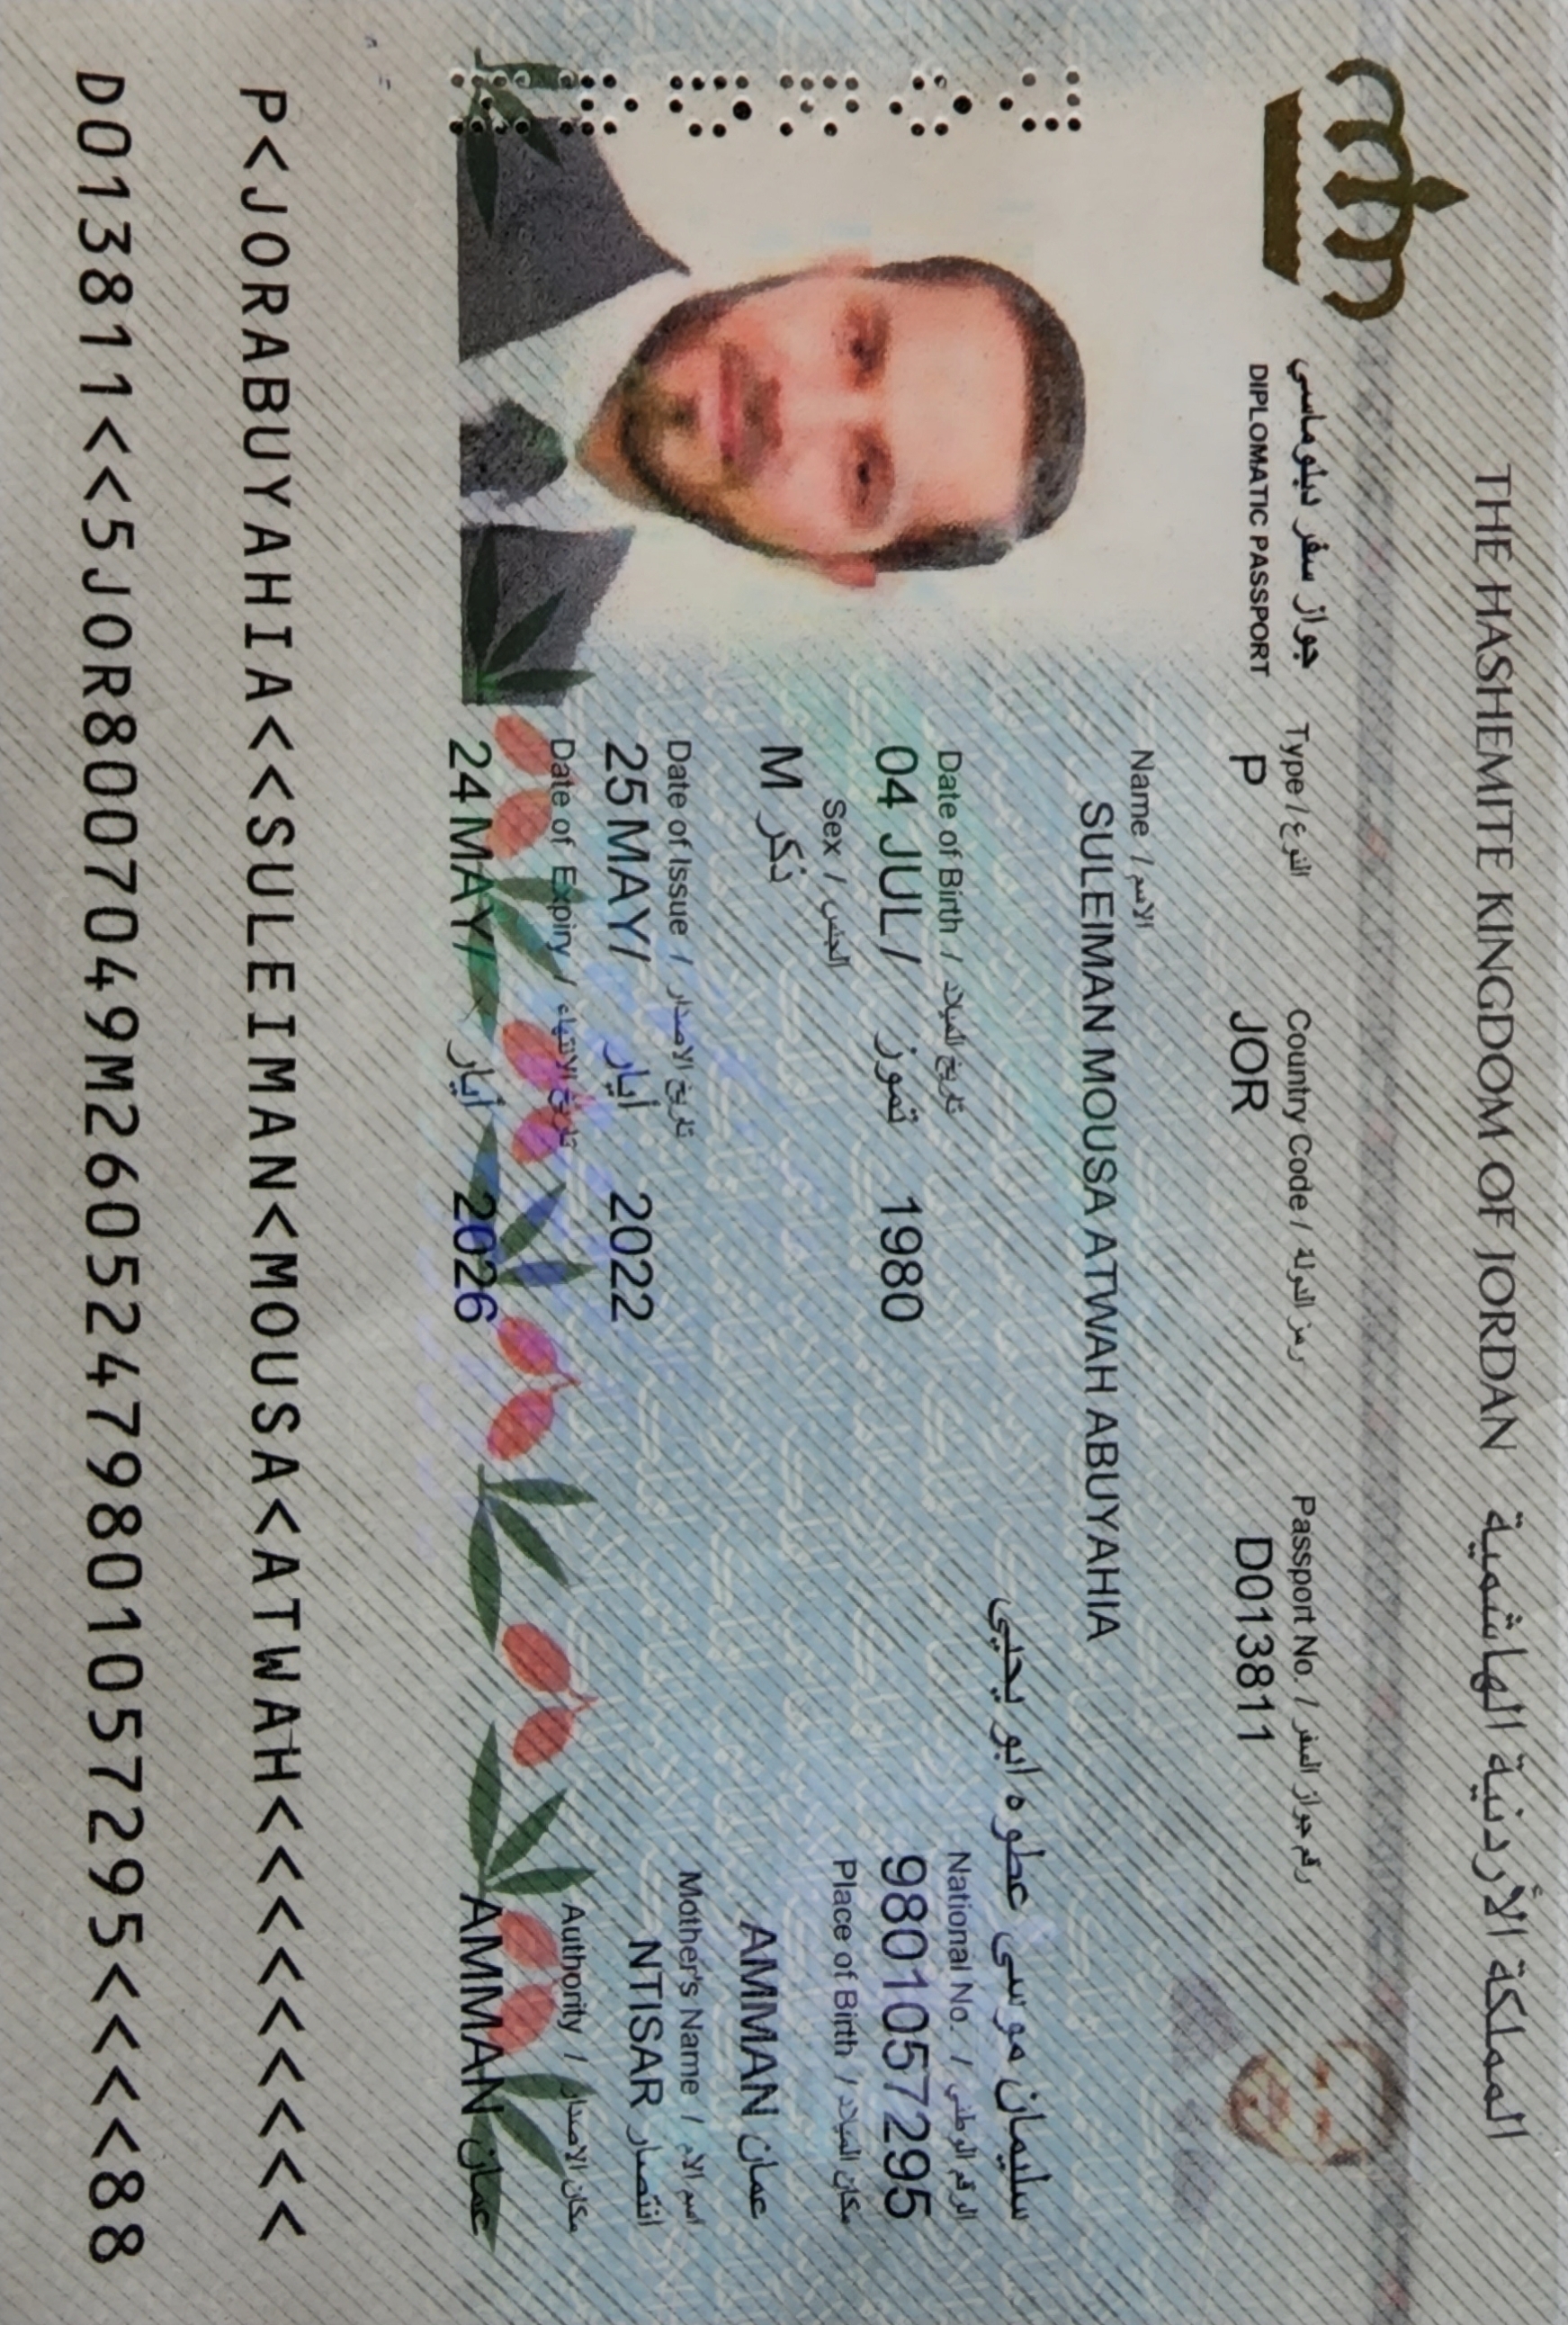 THE HASHEMITE KINGDOM OF JORDAN المملكة الأردنية الهاشمية
جواز سفر دبلوماسي
DIPLOMATIC PASSPORT
Type / النوع Country Code / رمز الدولة Passport No. / رقم جواز السفر
P JOR D013811
Name / الاسم
SULEIMAN MOUSA ATWAH ABUYAHIA
سليمان موسى عطوه ابو يحيى
Date of Birth / تاريخ الميلاد National No. / الرقم الوطني
04 JUL / تموز 1980 9801057295
Sex / الجنس Place of Birth / مكان الميلاد
M ذكر AMMAN عمان
Date of Issue / تاريخ الاصدار Mother's Name / اسم الأم
25 MAY/ أيار 2022 NTISAR انتصار
Date of Expiry / تاريخ الانتهاء Authority / مكان الاصدار
24 MAY/ أيار 2026 AMMAN عمان
P<JORABUYAHIA<<SULEIMAN<MOUSA<ATWAH<<<<<<<<<
D013811<<5JOR8007049M26052479801057295<<<<88